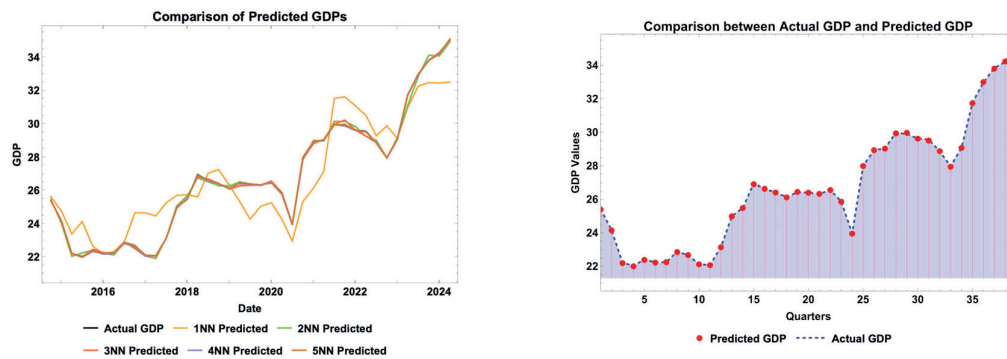 Comparison of Predicted GDPs
34
32
30
28
26
24
22
GDP
2016
2018
2020
2022
2024
Date
Actual GDP
1NN Predicted
2NN Predicted
3NN Predicted
4NN Predicted
5NN Predicted
Comparison between Actual GDP and Predicted GDP
34
32
30
28
26
24
22
GDP Values
5
10
15
20
25
30
35
Quarters
Predicted GDP
Actual GDP